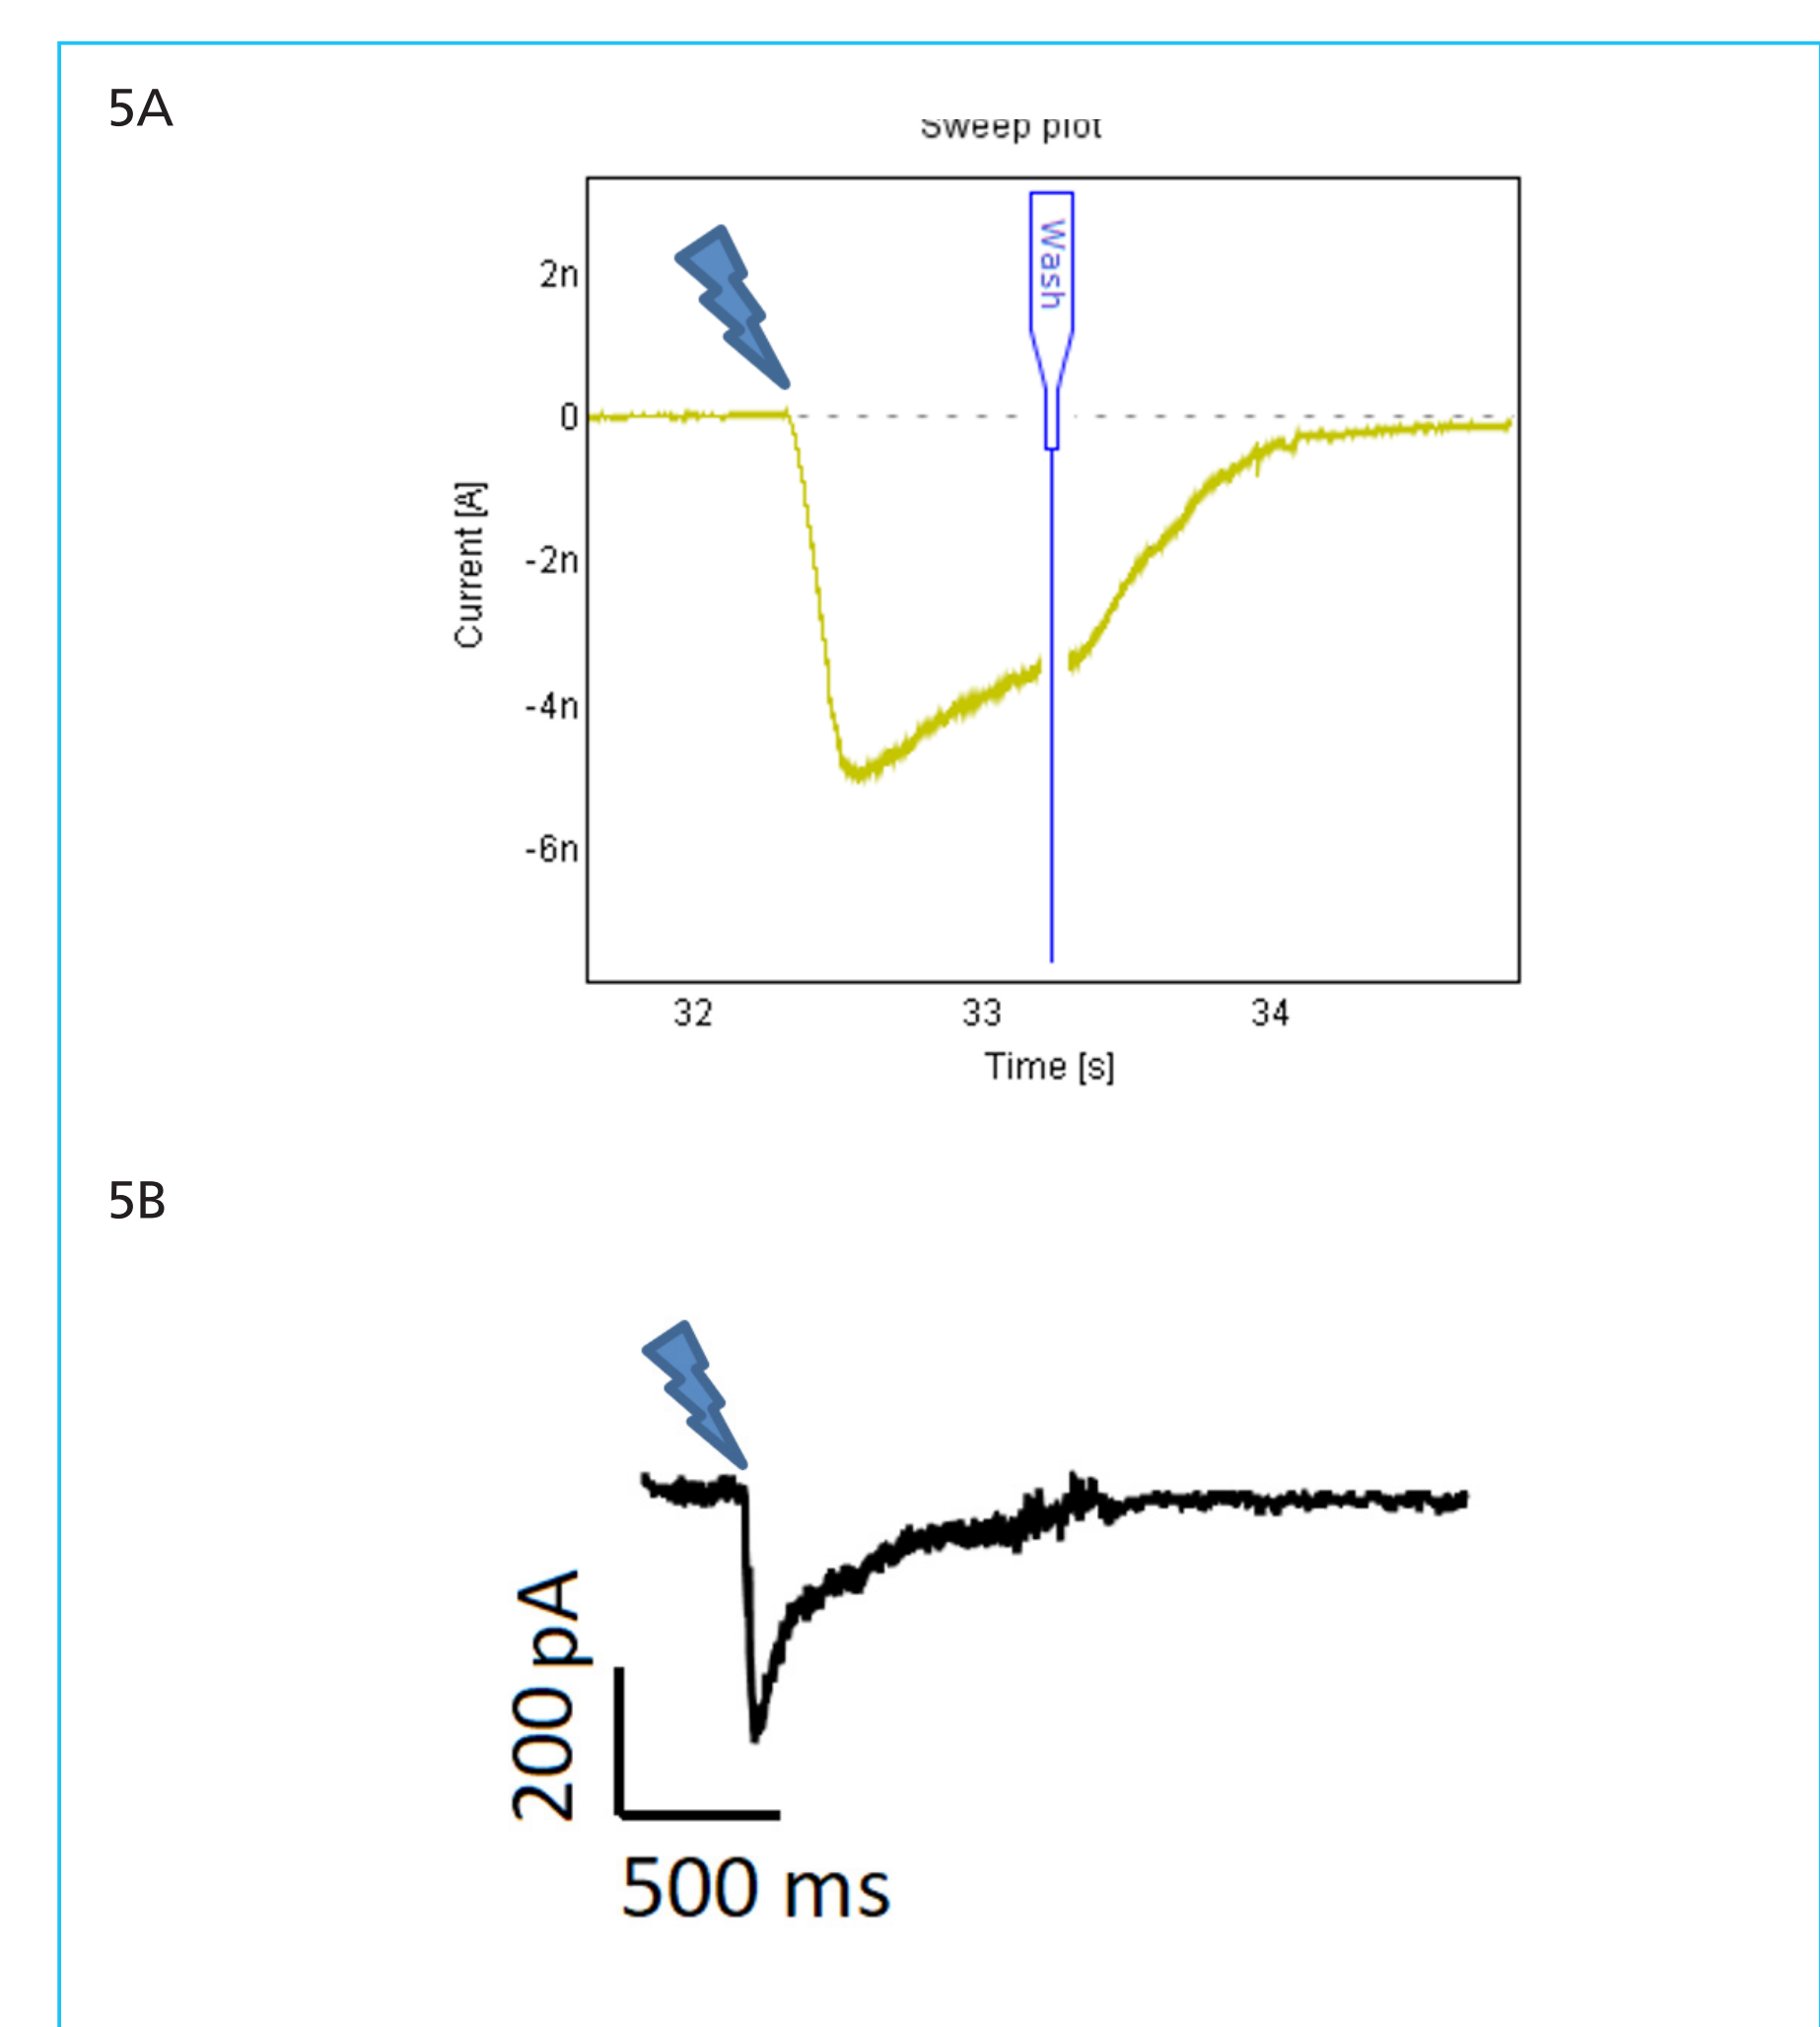 5A
Sweep plot
Wash
2n
0
-2n
-4n
-6n
Current [A]
32 33 34
Time [s]
5B
200 pA
500 ms